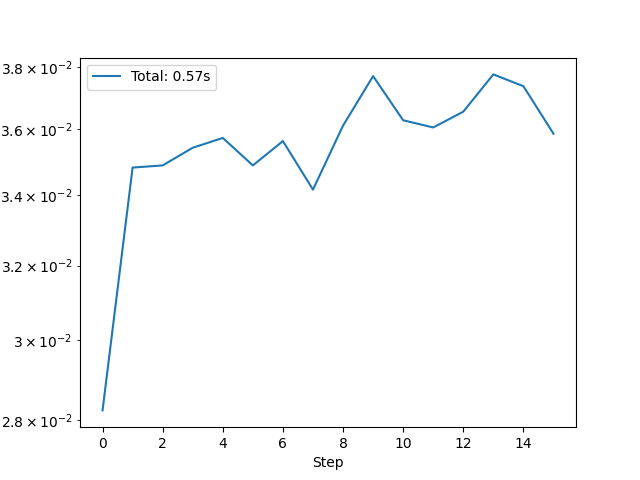 3.8 × 10⁻²
Total: 0.57s
3.6 × 10⁻²
3.4 × 10⁻²
3.2 × 10⁻²
3 × 10⁻²
2.8 × 10⁻²
0 2 4 6 8 10 12 14
Step